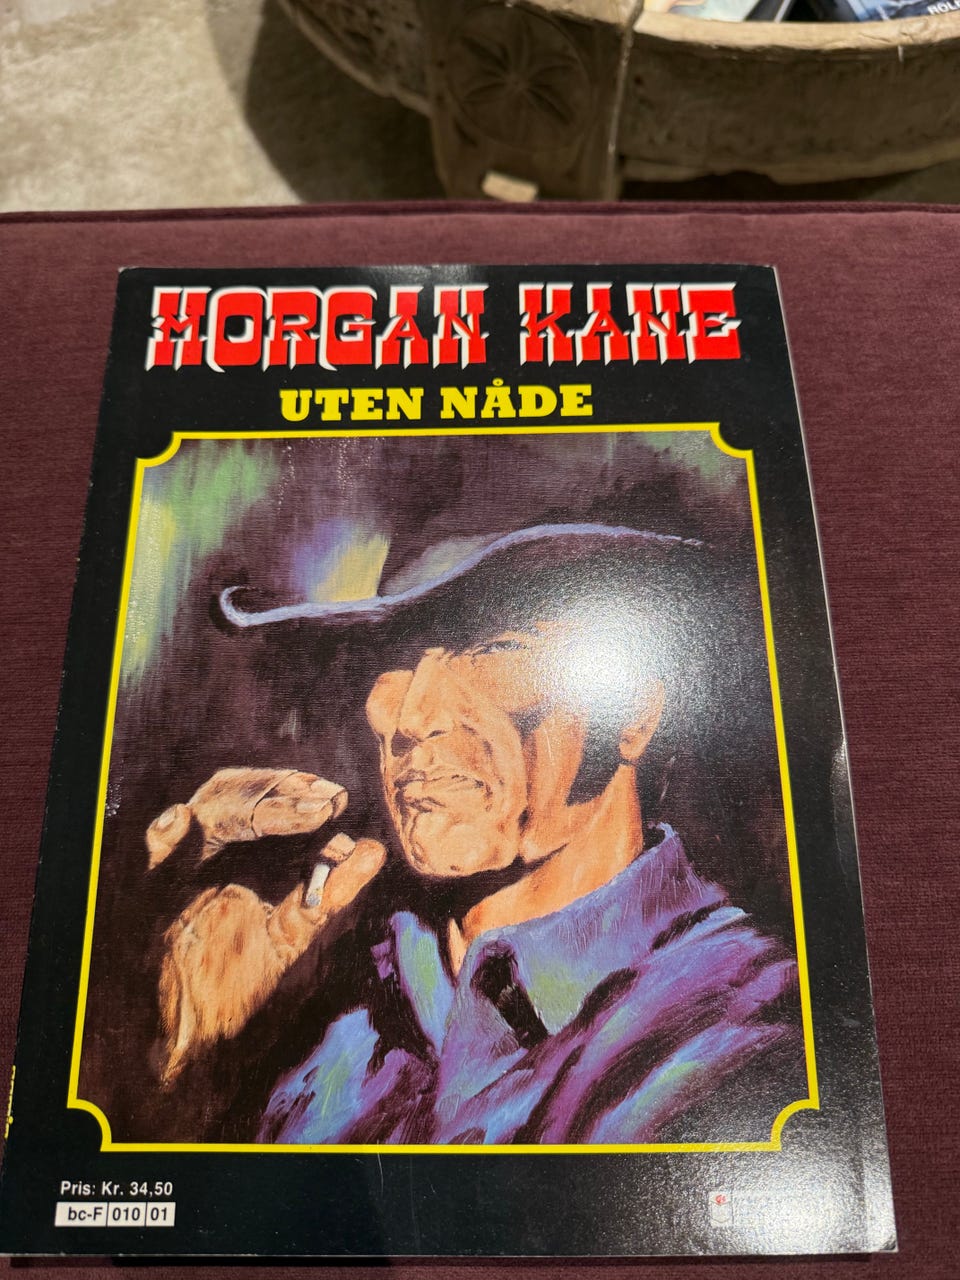 MORGAN KANE
UTEN NÅDE
Pris: Kr. 34,50
bc-F 010 01